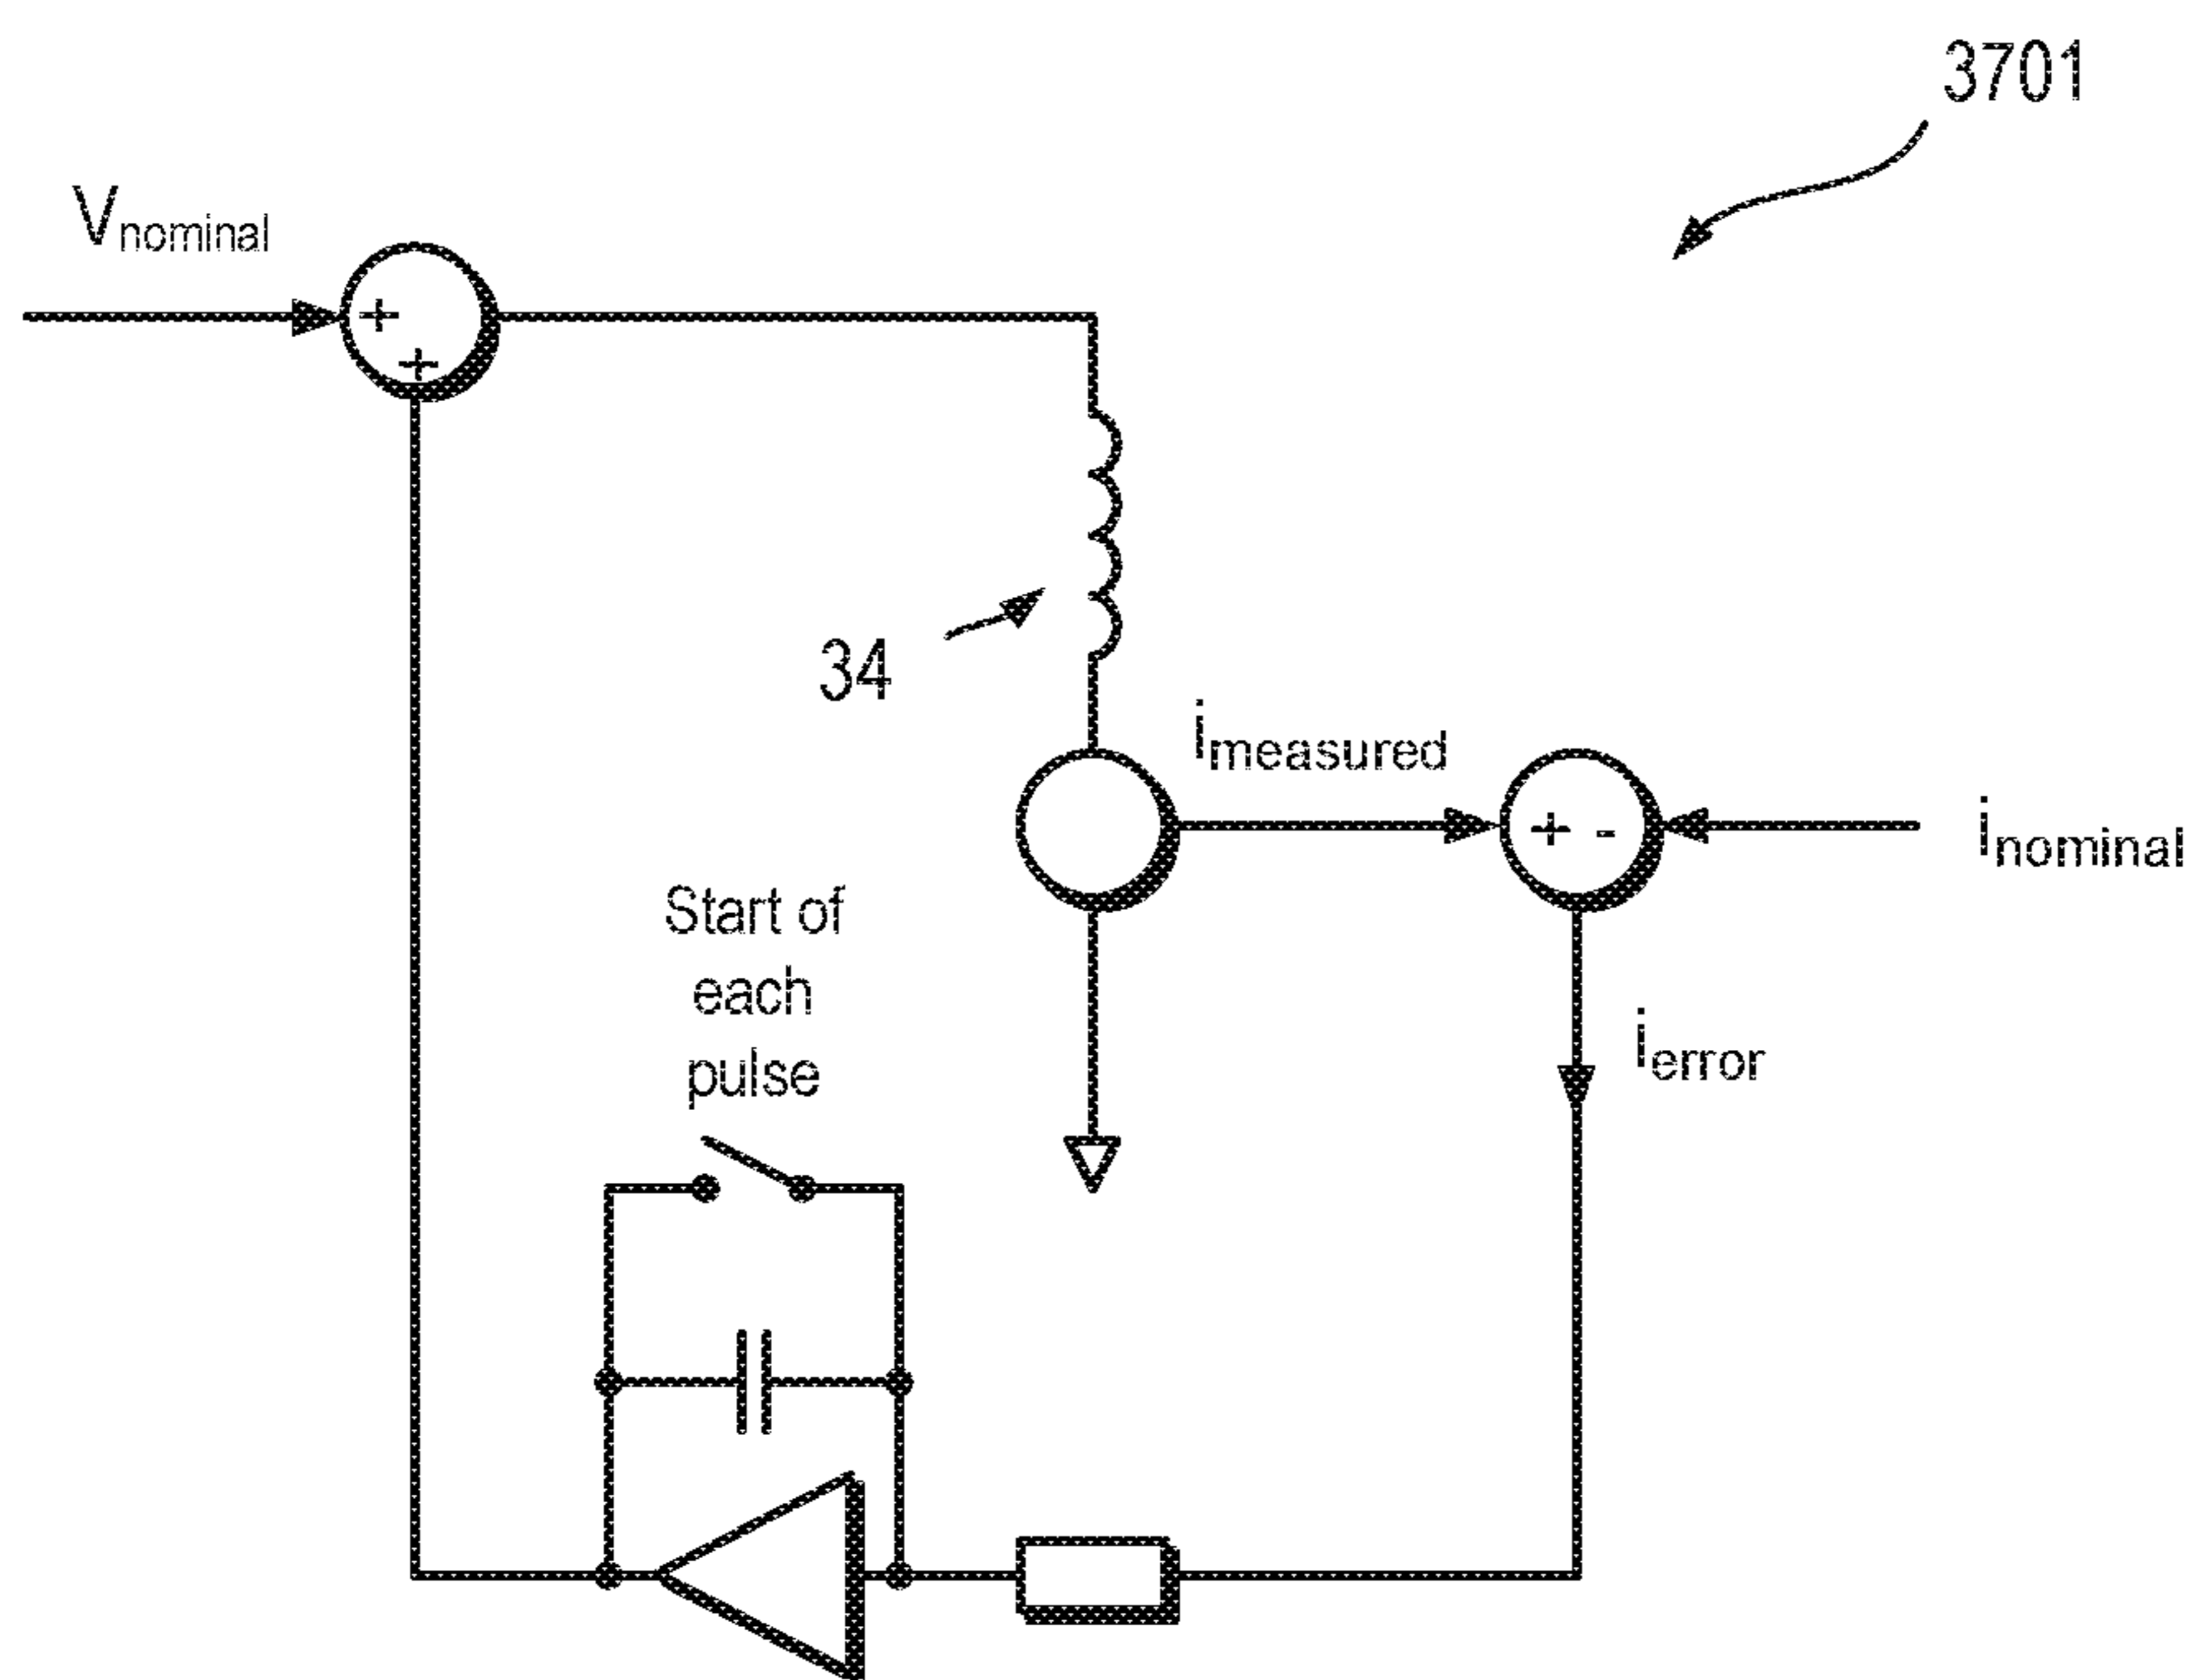 3701
Vnominal
+
+
34
imeasured
+ -
inominal
Start of
each
pulse
ierror